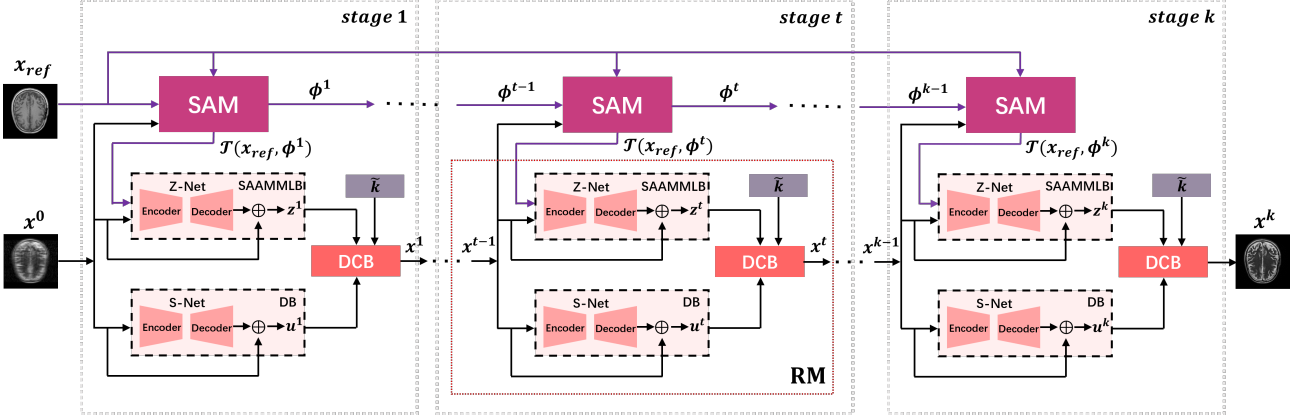 stage 1
x_ref
SAM
ϕ^1
𝒯(x_ref, ϕ^1)
Z-Net SAAMMLB
Encoder Decoder ⊕ z^1
k̃
x^0
DCB
x^1
S-Net DB
Encoder Decoder ⊕ u^1
stage t
ϕ^{t-1}
SAM
ϕ^t
𝒯(x_ref, ϕ^t)
Z-Net SAAMMLB
Encoder Decoder ⊕ z^t
k̃
x^{t-1}
DCB
x^t
S-Net DB
Encoder Decoder ⊕ u^t
RM
stage k
ϕ^{k-1}
SAM
𝒯(x_ref, ϕ^k)
Z-Net SAAMMLB
Encoder Decoder ⊕ z^k
k̃
x^{k-1}
DCB
x^k
S-Net DB
Encoder Decoder ⊕ u^k